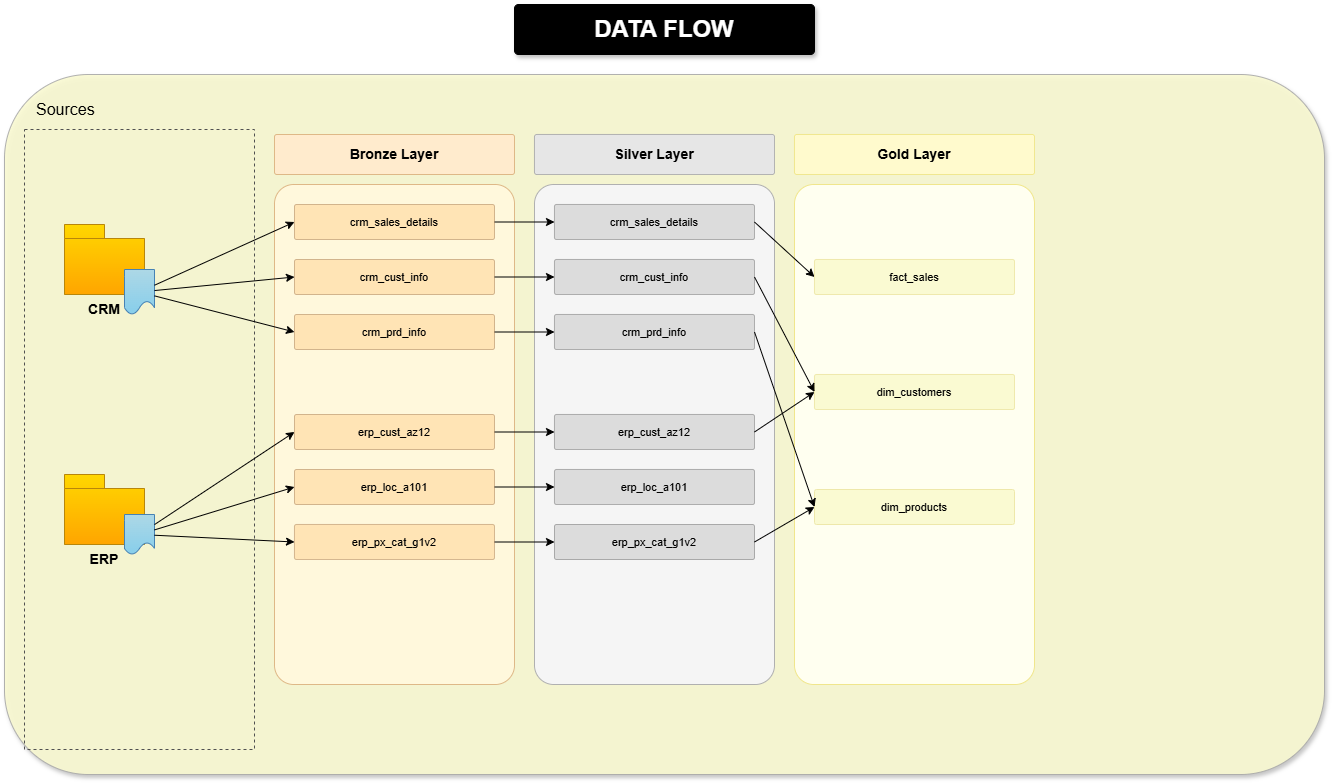 DATA FLOW
Sources
Bronze Layer
Silver Layer
Gold Layer
CRM
ERP
crm_sales_details
crm_cust_info
crm_prd_info
erp_cust_az12
erp_loc_a101
erp_px_cat_g1v2
crm_sales_details
crm_cust_info
crm_prd_info
erp_cust_az12
erp_loc_a101
erp_px_cat_g1v2
fact_sales
dim_customers
dim_products